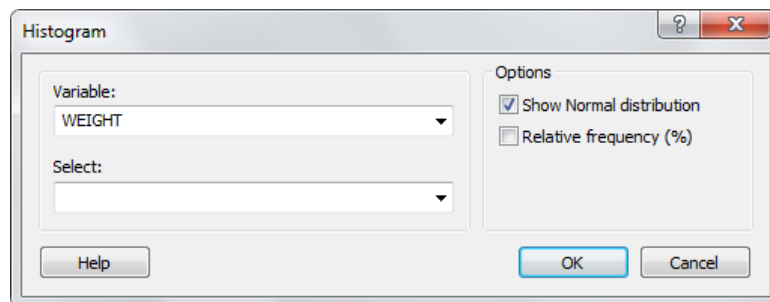 Histogram
?
X
Variable:
WEIGHT
Select:
Options
Show Normal distribution
Relative frequency (%)
Help
OK
Cancel